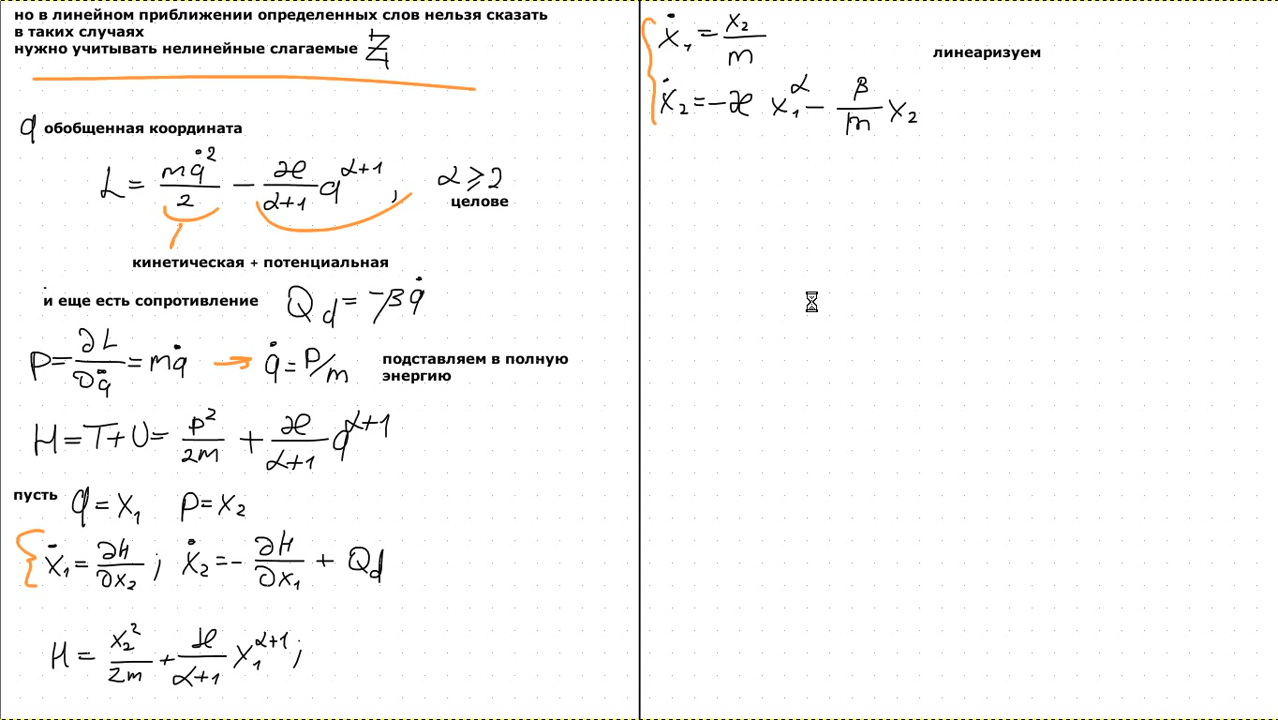 но в линейном приближении определенных слов нельзя сказать
в таких случаях
нужно учитывать нелинейные слагаемые
q обобщенная координата
L = mq̇²/2 − æ/(α+1) q^(α+1), α ⩾ 2
целове
кинетическая + потенциальная
и еще есть сопротивление Q_d = −βq̇
P = ∂L/∂q̇ = mq̇ → q̇ = P/m подставляем в полную
энергию
H = T + U = P²/2m + æ/(α+1) q^(α+1)
пусть q = x₁ P = x₂
{ ẋ₁ = ∂H/∂x₂ ; ẋ₂ = − ∂H/∂x₁ + Q_d
H = x₂²/2m + æ/(α+1) x₁^(α+1) ;
{ ẋ₁ = x₂/m
линеаризуем
ẋ₂ = −æ x₁^α − β/m x₂